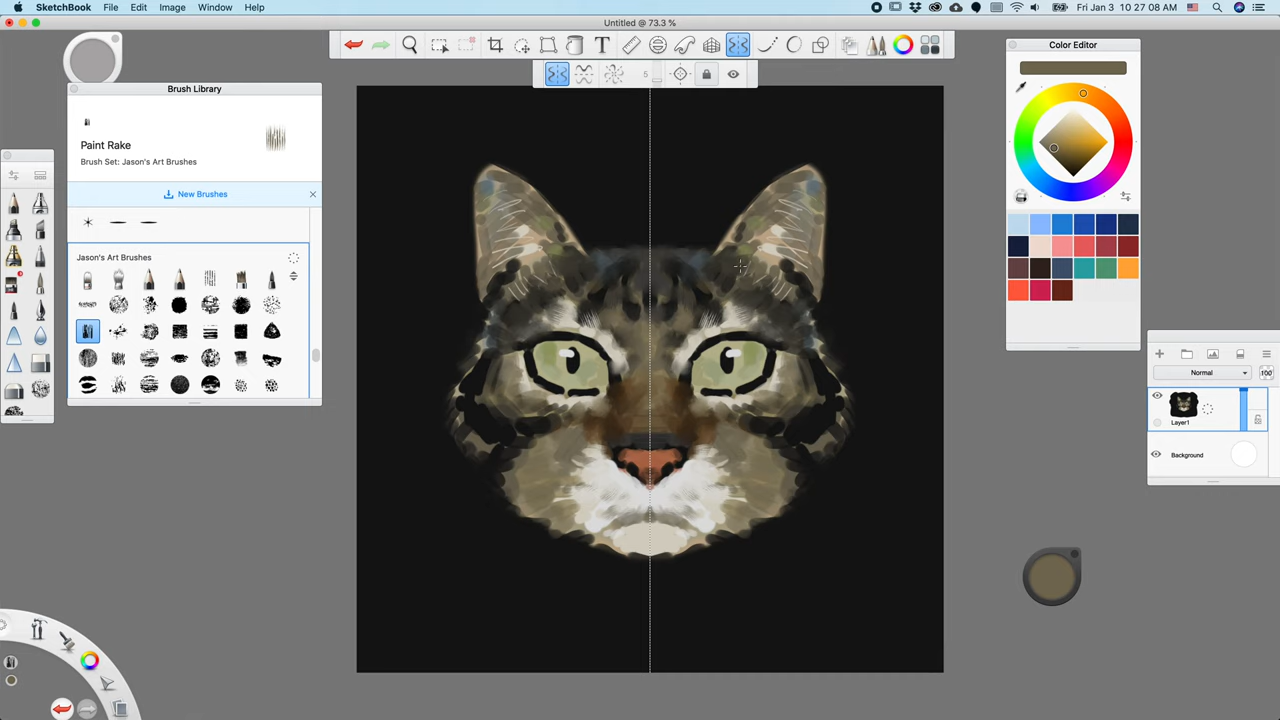 SketchBook File Edit Image Window Help Fri Jan 3 10 27 08 AM
Untitled @ 73.3 %
5
Brush Library
Paint Rake
Brush Set: Jason's Art Brushes
New Brushes
Jason's Art Brushes
Color Editor
Normal 100
Layer1
Background